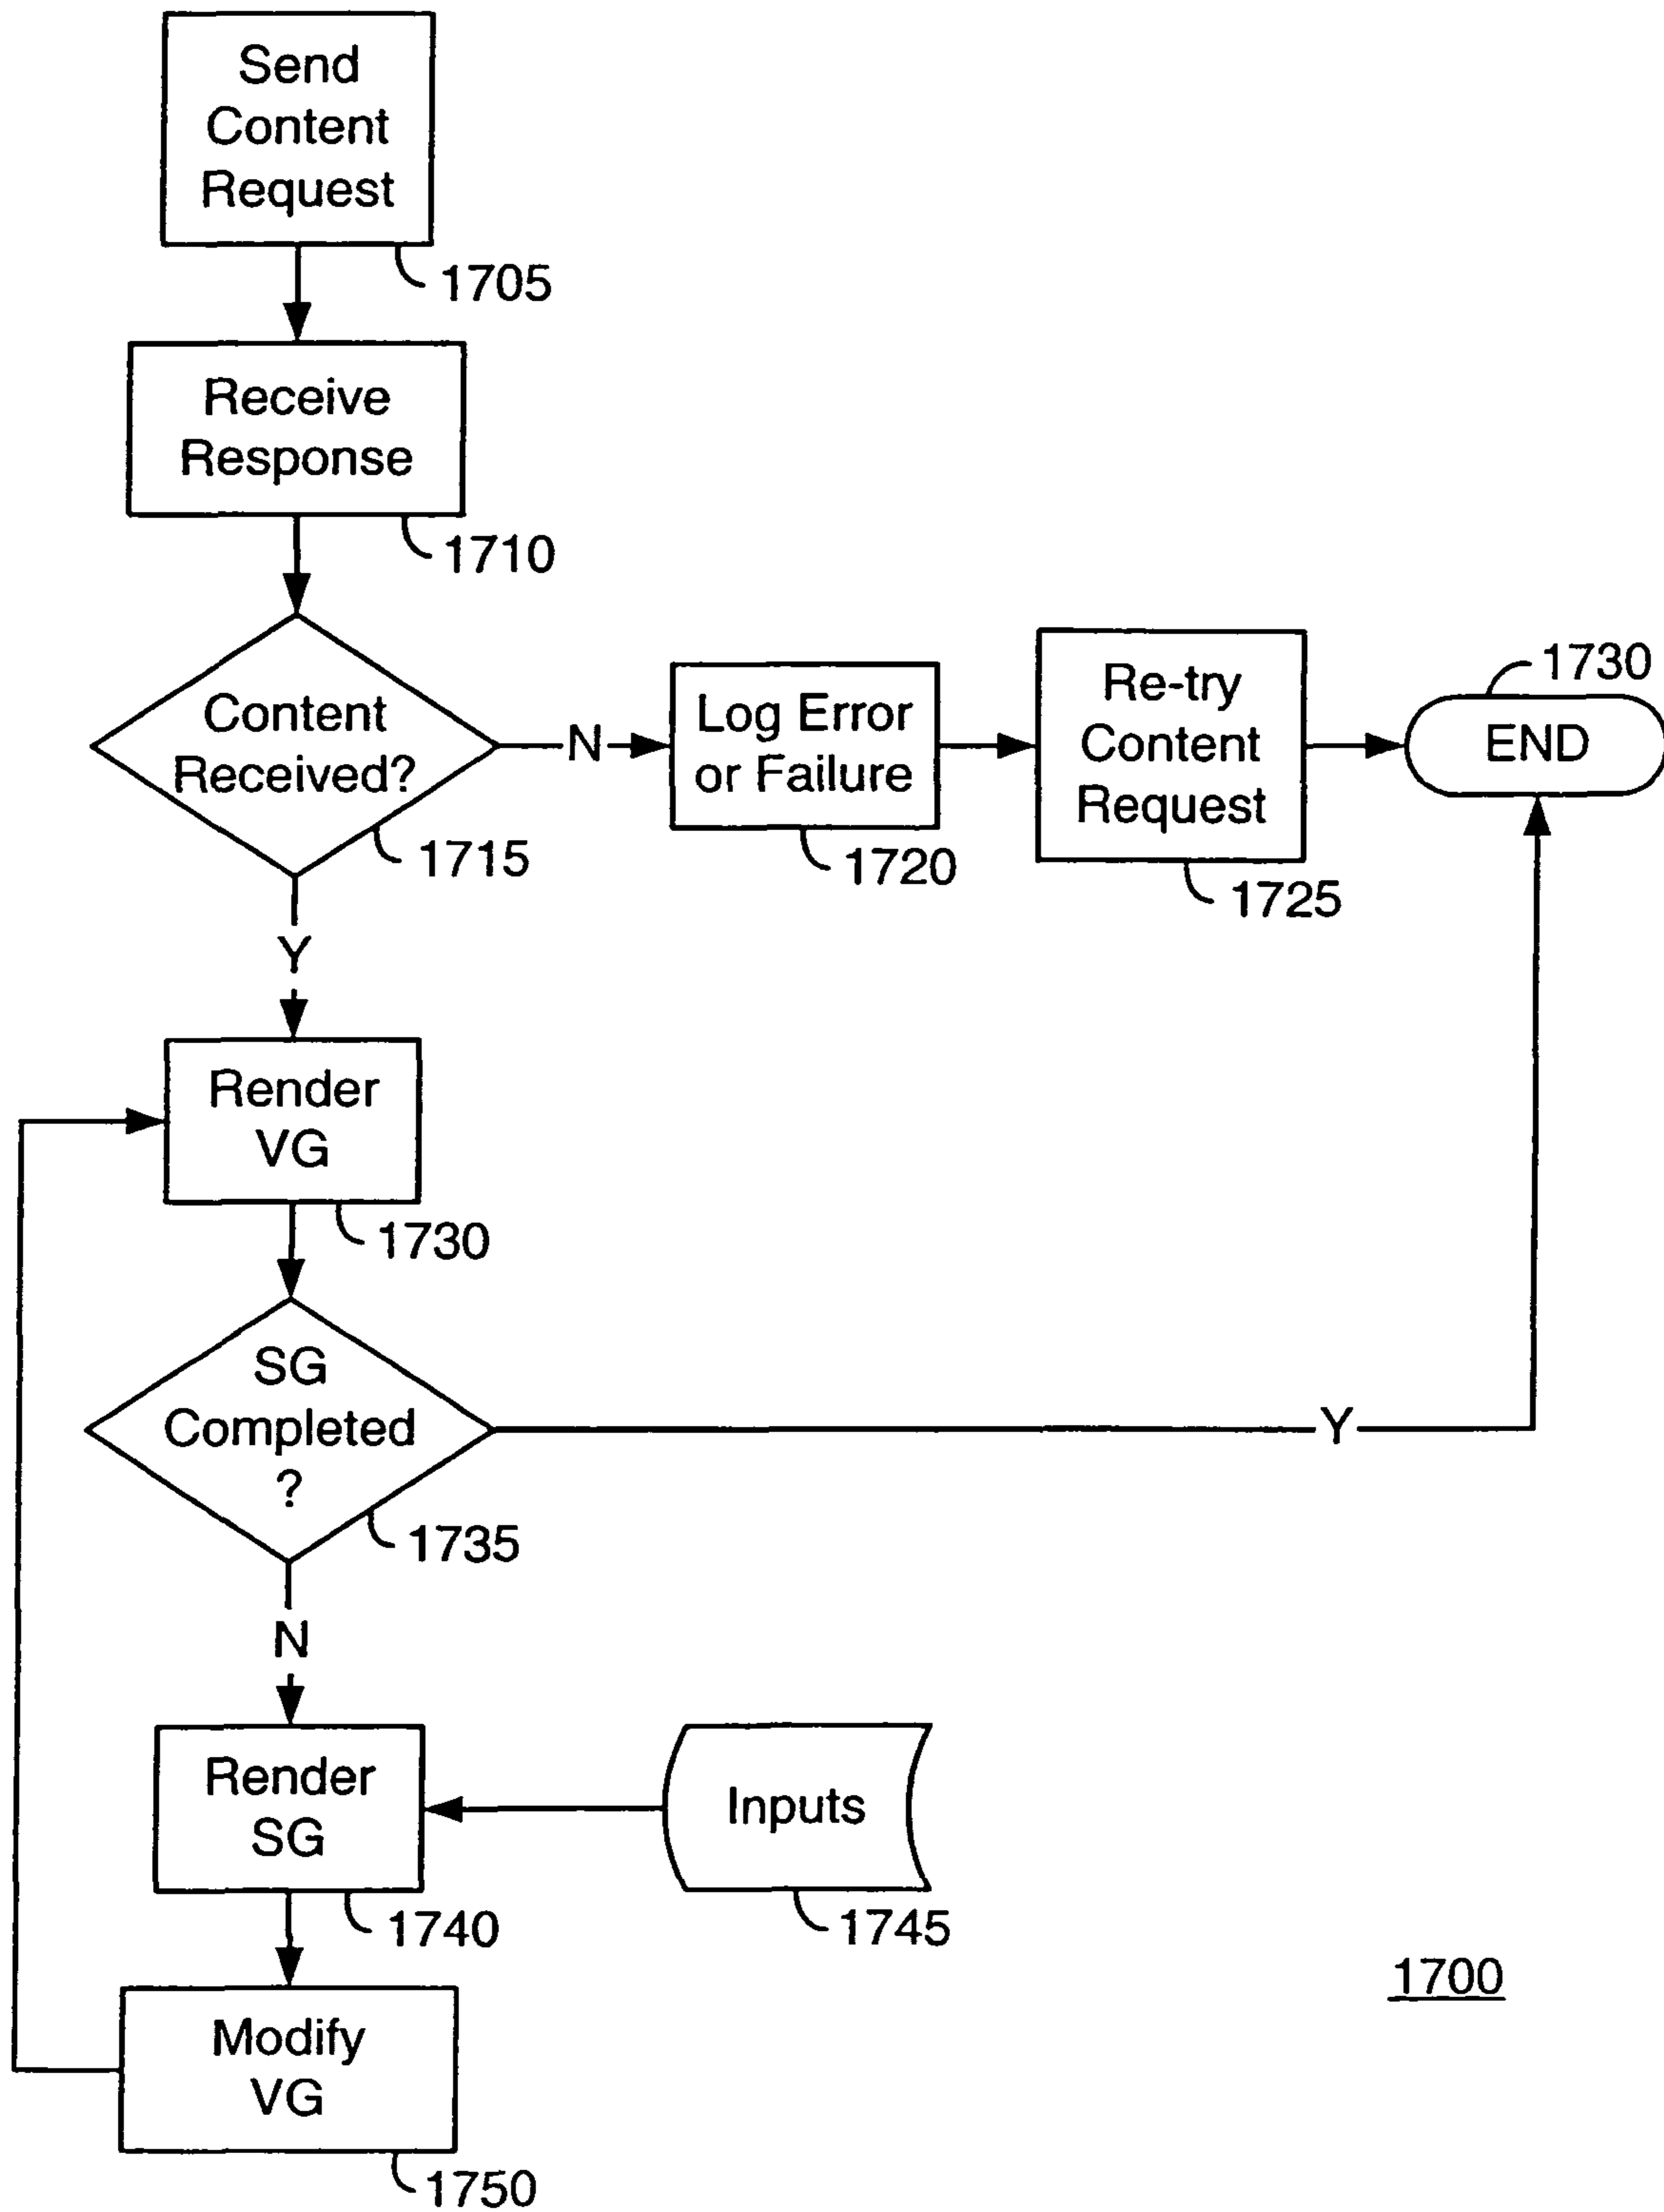 Send
Content
Request
1705
Receive
Response
1710
Content
Received?
1715
N
Log Error
or Failure
1720
Re-try
Content
Request
1725
1730
END
Y
Render
VG
1730
SG
Completed
?
1735
Y
N
Render
SG
1740
Inputs
1745
Modify
VG
1750
1700